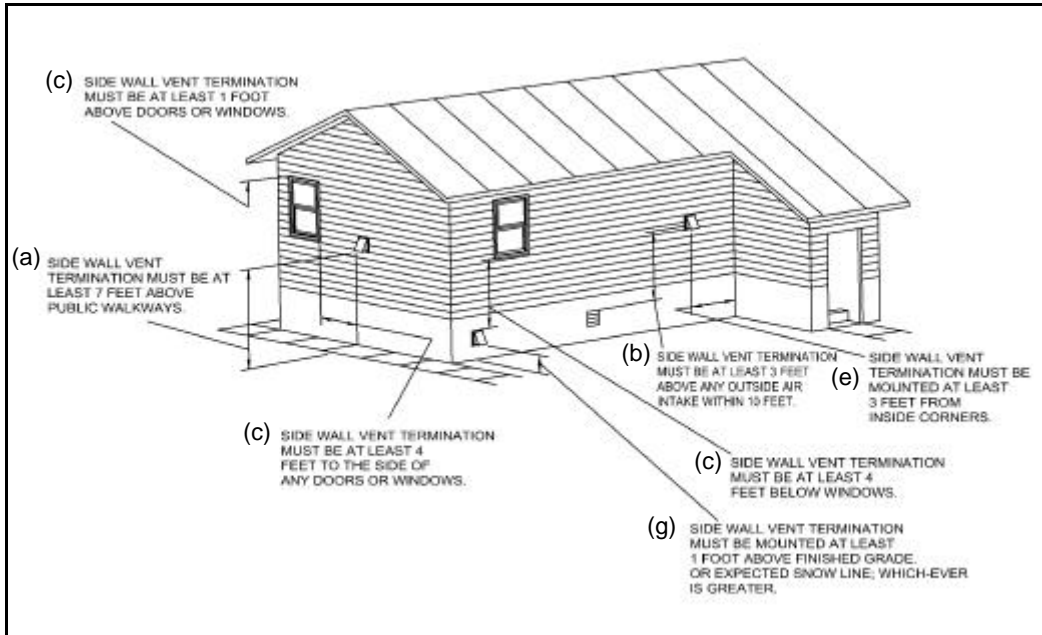 (c) SIDE WALL VENT TERMINATION
MUST BE AT LEAST 1 FOOT
ABOVE DOORS OR WINDOWS.
(a) SIDE WALL VENT
TERMINATION MUST BE AT
LEAST 7 FEET ABOVE
PUBLIC WALKWAYS.
(b) SIDE WALL VENT TERMINATION
MUST BE AT LEAST 3 FEET
ABOVE ANY OUTSIDE AIR
INTAKE WITHIN 10 FEET.
(e) SIDE WALL VENT
TERMINATION MUST BE
MOUNTED AT LEAST
3 FEET FROM
INSIDE CORNERS.
(c) SIDE WALL VENT TERMINATION
MUST BE AT LEAST 4
FEET TO THE SIDE OF
ANY DOORS OR WINDOWS.
(c) SIDE WALL VENT TERMINATION
MUST BE AT LEAST 4
FEET BELOW WINDOWS.
(g) SIDE WALL VENT TERMINATION
MUST BE MOUNTED AT LEAST
1 FOOT ABOVE FINISHED GRADE.
OR EXPECTED SNOW LINE; WHICH-EVER
IS GREATER.